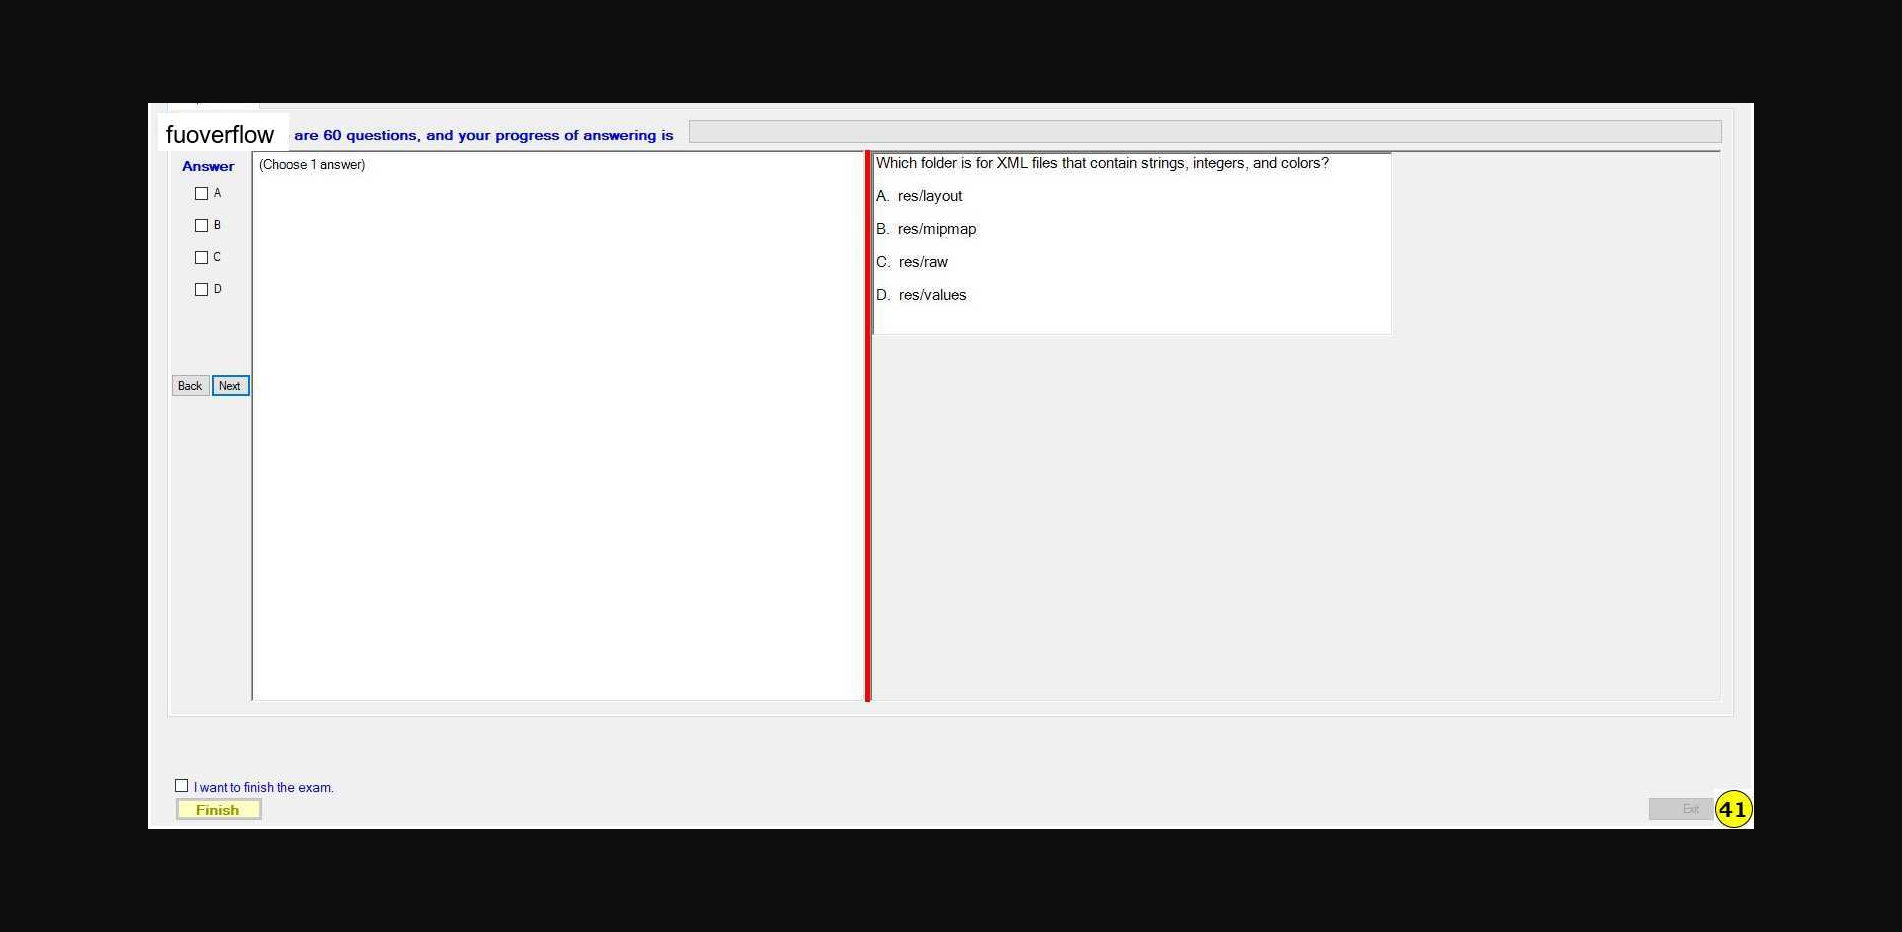 fuoverflow are 60 questions, and your progress of answering is
Answer
A
B
C
D
Back Next
(Choose 1 answer)
Which folder is for XML files that contain strings, integers, and colors?
A. res/layout
B. res/mipmap
C. res/raw
D. res/values
I want to finish the exam.
Finish
Exit 41